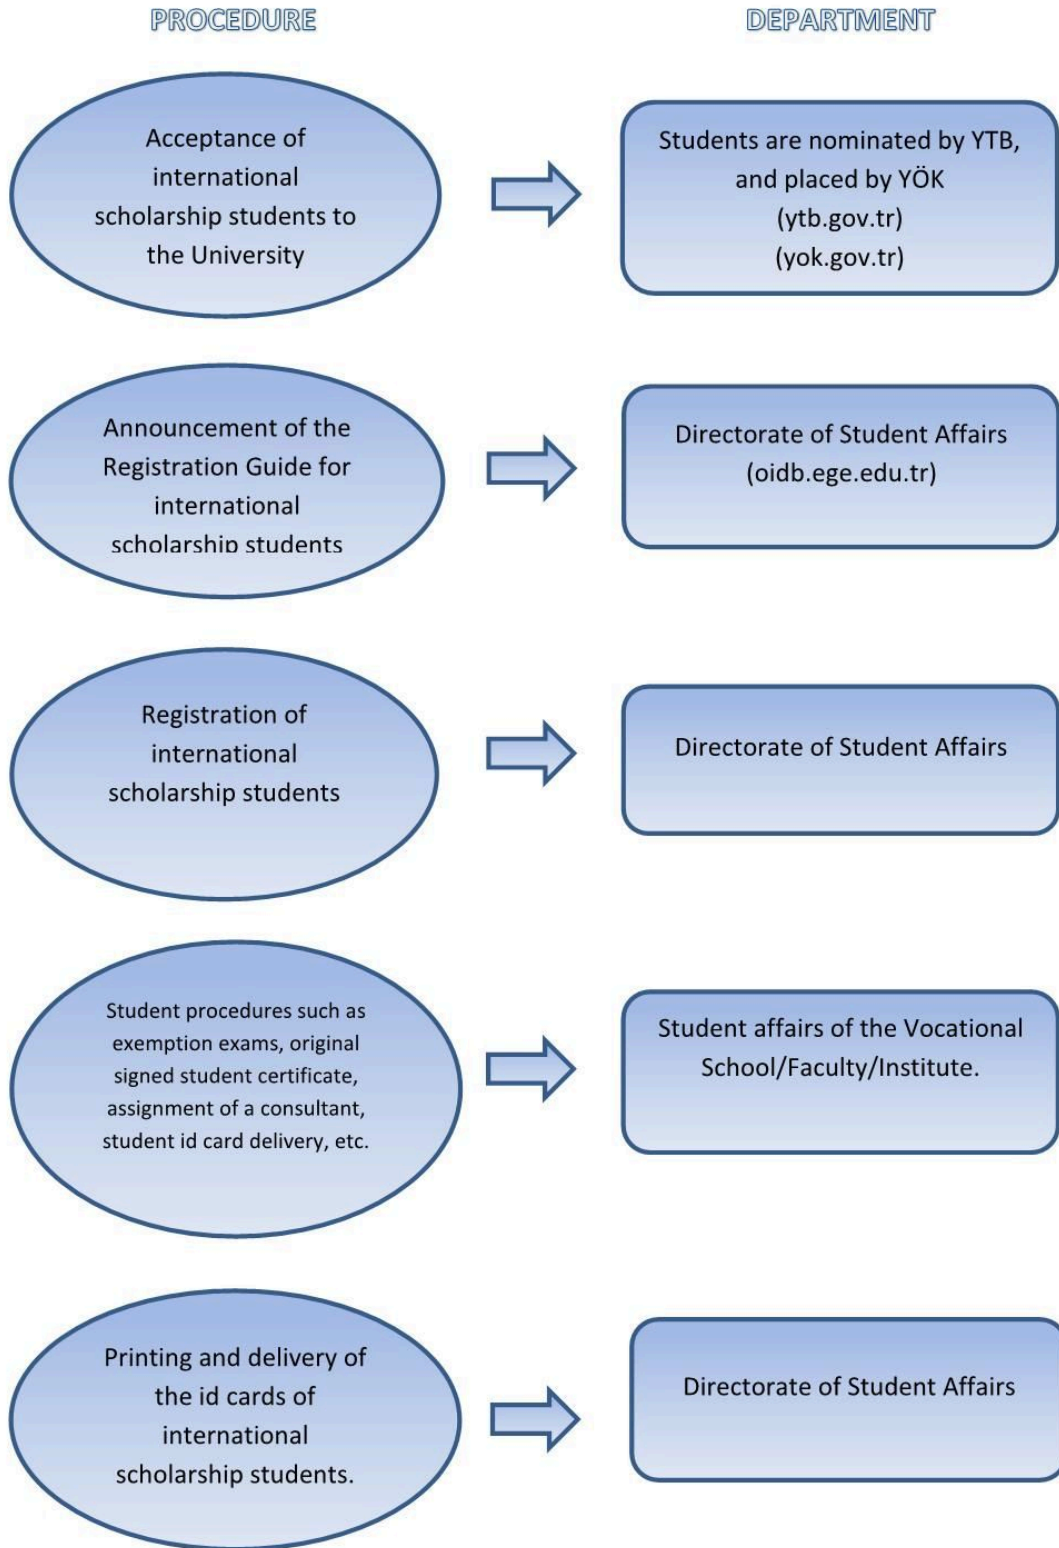 PROCEDURE
DEPARTMENT
Acceptance of
international
scholarship students to
the University
Students are nominated by YTB,
and placed by YÖK
(ytb.gov.tr)
(yok.gov.tr)
Announcement of the
Registration Guide for
international
scholarship students
Directorate of Student Affairs
(oidb.ege.edu.tr)
Registration of
international
scholarship students
Directorate of Student Affairs
Student procedures such as
exemption exams, original
signed student certificate,
assignment of a consultant,
student id card delivery, etc.
Student affairs of the Vocational
School/Faculty/Institute.
Printing and delivery of
the id cards of
international
scholarship students.
Directorate of Student Affairs